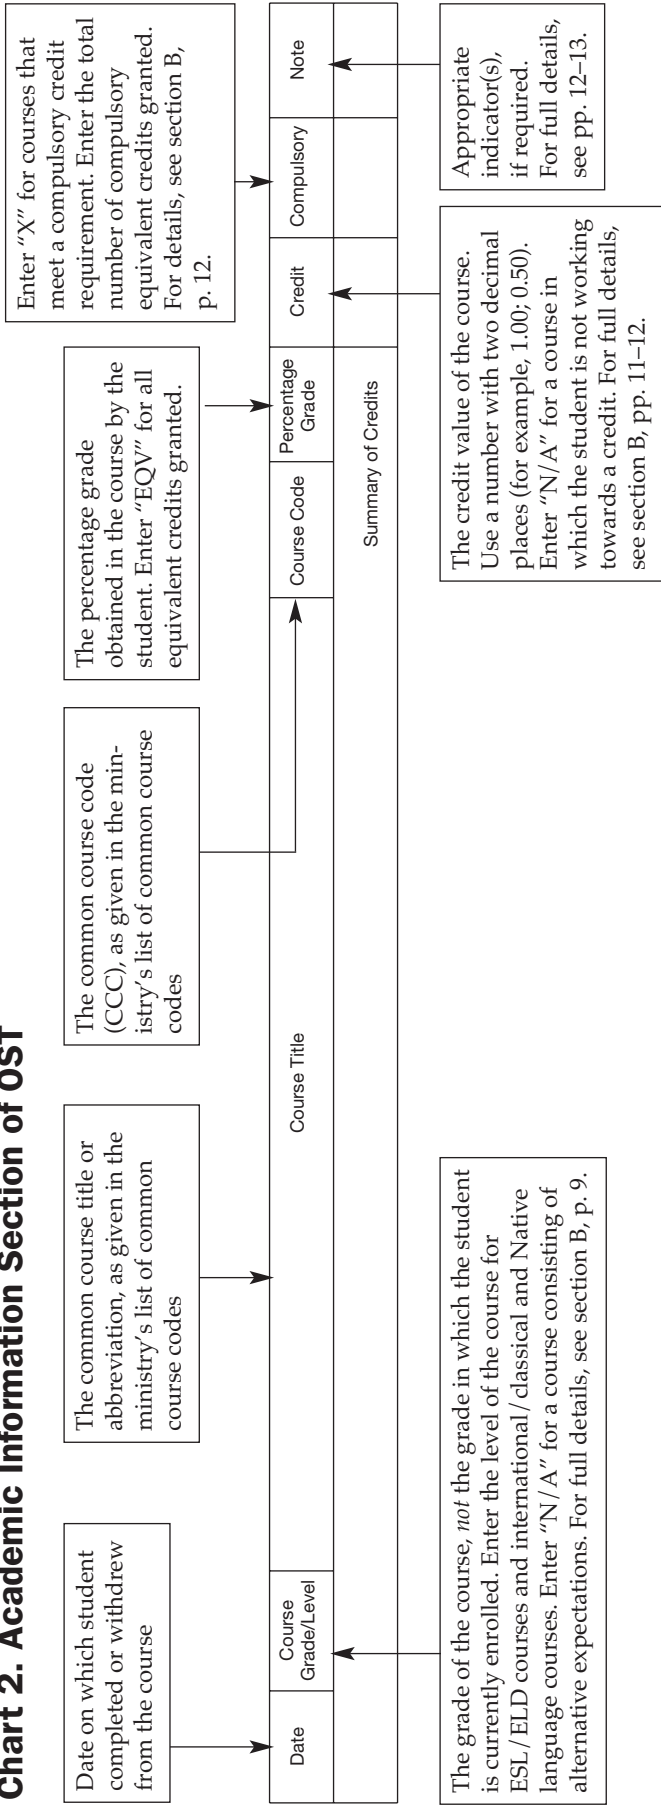 Chart 2. Academic Information Section of OST
Date on which student
completed or withdrew
from the course
The common course title or
abbreviation, as given in the
ministry's list of common
course codes
The common course code
(CCC), as given in the min-
istry's list of common course
codes
The percentage grade
obtained in the course by the
student. Enter “EQV” for all
equivalent credits granted.
Enter “X” for courses that
meet a compulsory credit
requirement. Enter the total
number of compulsory
equivalent credits granted.
For details, see section B,
p. 12.
Date
Course
Grade/Level
Course Title
Course Code
Percentage
Grade
Credit
Compulsory
Note
Summary of Credits
The grade of the course, not the grade in which the student
is currently enrolled. Enter the level of the course for
ESL/ELD courses and international/classical and Native
language courses. Enter “N/A” for a course consisting of
alternative expectations. For full details, see section B, p. 9.
The credit value of the course.
Use a number with two decimal
places (for example, 1.00; 0.50).
Enter “N/A” for a course in
which the student is not working
towards a credit. For full details,
see section B, pp. 11–12.
Appropriate
indicator(s),
if required.
For full details,
see pp. 12–13.